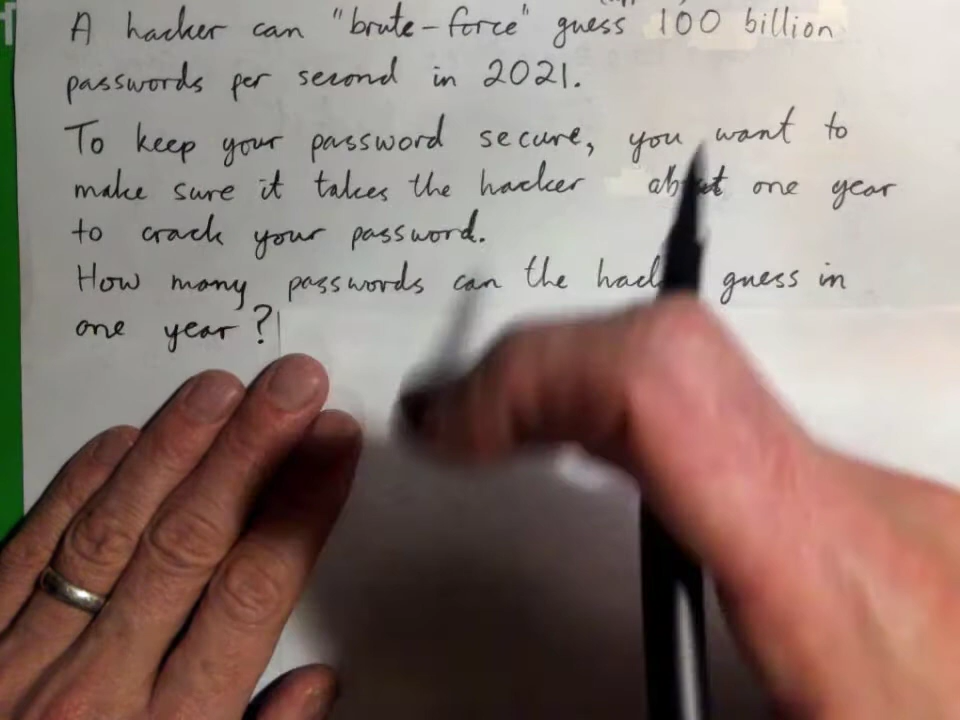 A hacker can "brute-force" guess 100 billion
passwords per second in 2021.
To keep your password secure, you want to
make sure it takes the hacker about one year
to crack your password.
How many passwords can the guess in
one year?